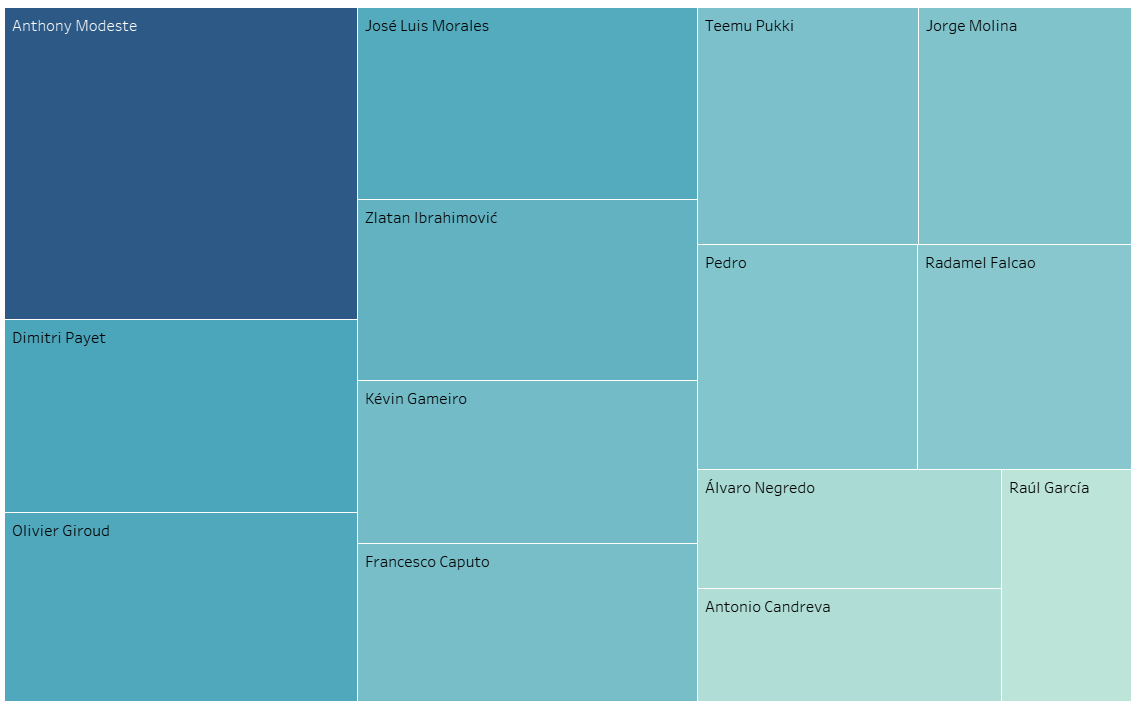 Anthony Modeste
Dimitri Payet
Olivier Giroud
José Luis Morales
Zlatan Ibrahimović
Kévin Gameiro
Francesco Caputo
Teemu Pukki
Jorge Molina
Pedro
Radamel Falcao
Álvaro Negredo
Antonio Candreva
Raúl García